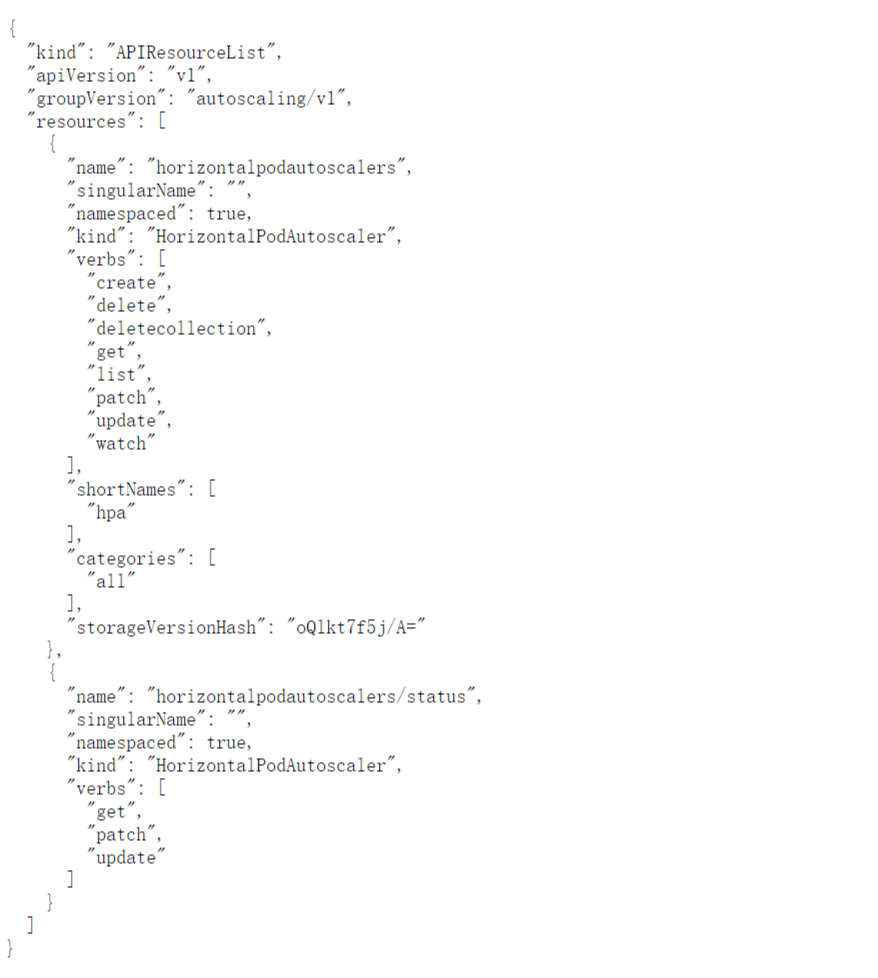 {
  "kind": "APIResourceList",
  "apiVersion": "v1",
  "groupVersion": "autoscaling/v1",
  "resources": [
    {
      "name": "horizontalpodautoscalers",
      "singularName": "",
      "namespaced": true,
      "kind": "HorizontalPodAutoscaler",
      "verbs": [
        "create",
        "delete",
        "deletecollection",
        "get",
        "list",
        "patch",
        "update",
        "watch"
      ],
      "shortNames": [
        "hpa"
      ],
      "categories": [
        "all"
      ],
      "storageVersionHash": "oQlkt7f5j/A="
    },
    {
      "name": "horizontalpodautoscalers/status",
      "singularName": "",
      "namespaced": true,
      "kind": "HorizontalPodAutoscaler",
      "verbs": [
        "get",
        "patch",
        "update"
      ]
    }
  ]
}